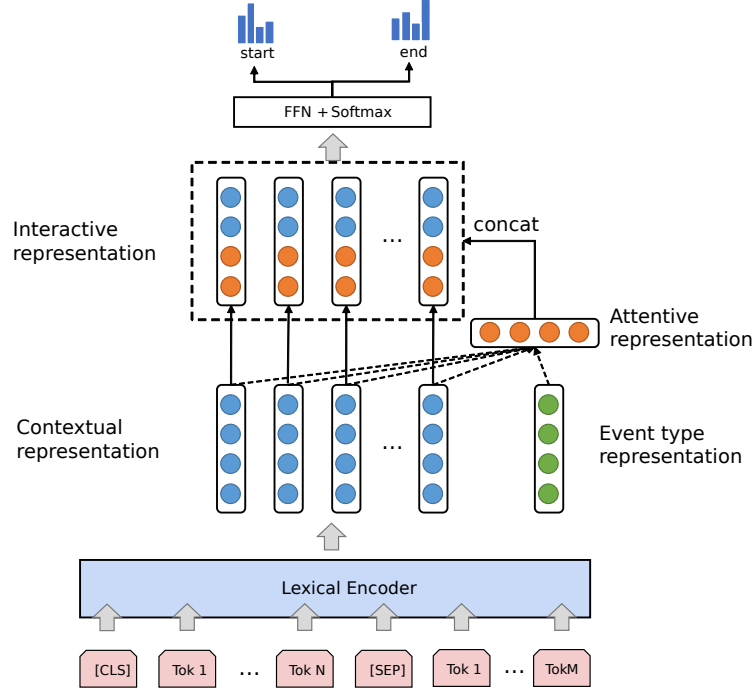 start
end
FFN + Softmax
Interactive
representation
concat
...
Attentive
representation
Contextual
representation
...
Event type
representation
Lexical Encoder
[CLS] Tok 1 ... Tok N [SEP] Tok 1 ... TokM